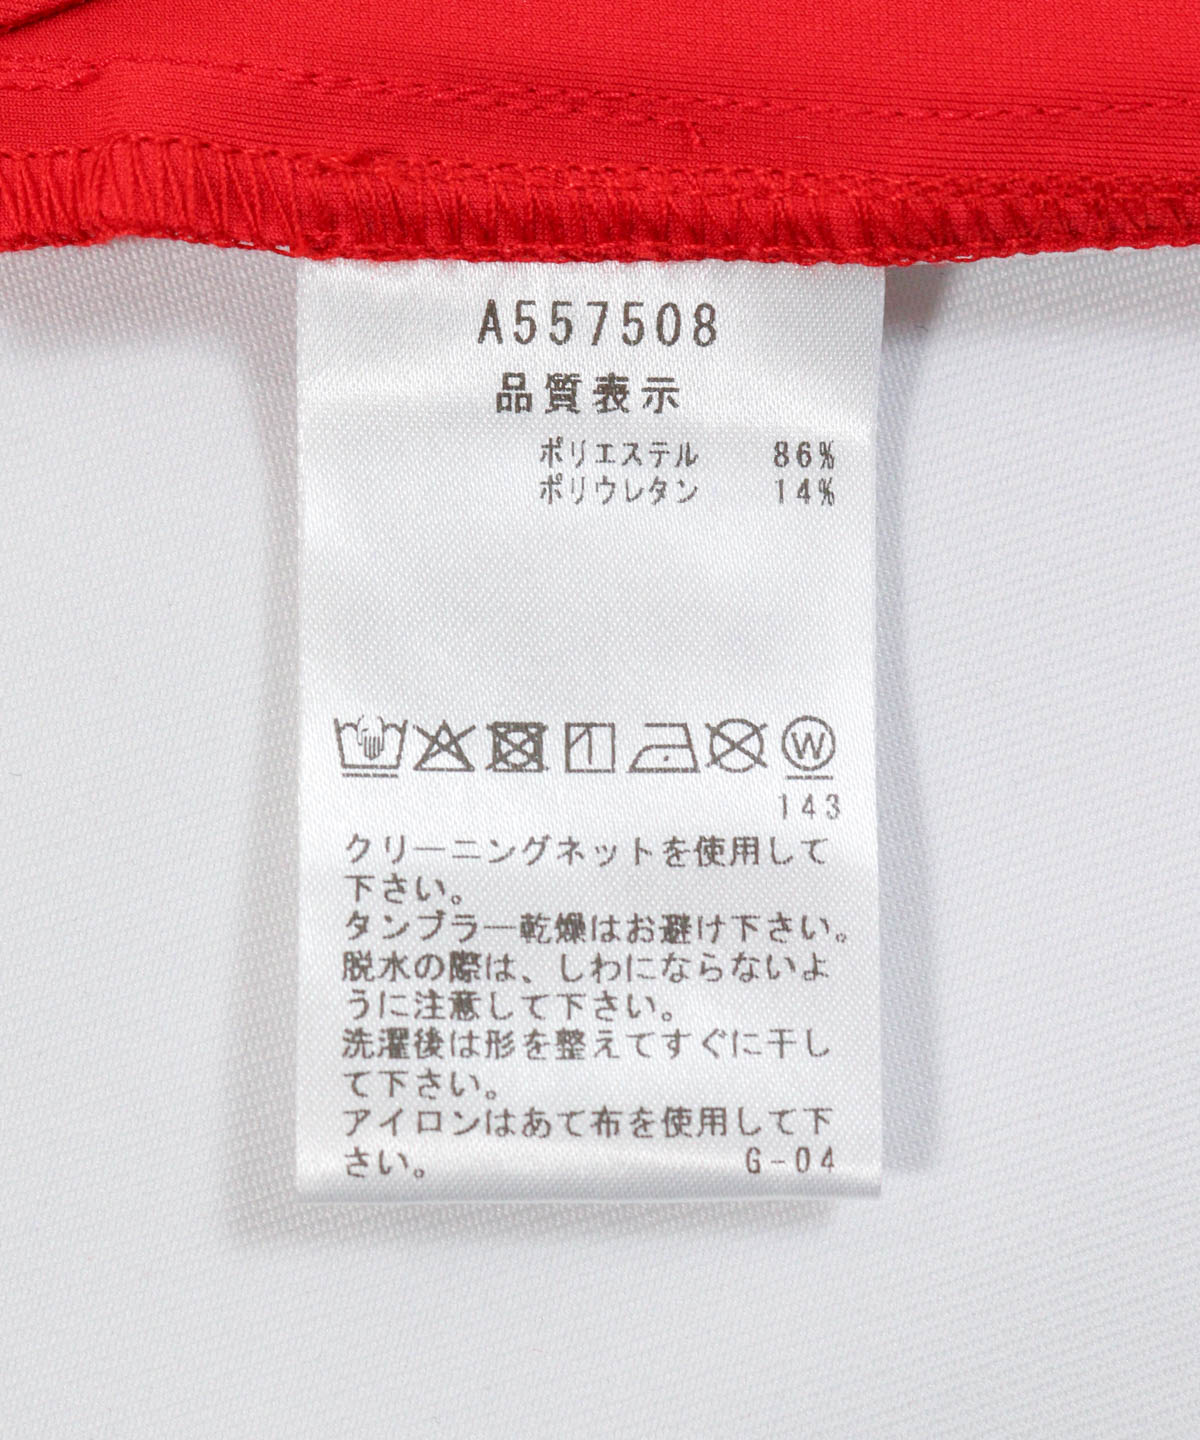 A557508
品質表示
ポリエステル 86%
ポリウレタン 14%
W
143
クリーニングネットを使用して
下さい。
タンブラー乾燥はお避け下さい。
脱水の際は、しわにならないよ
うに注意して下さい。
洗濯後は形を整えてすぐに干し
て下さい。
アイロンはあて布を使用して下
さい。 G-04